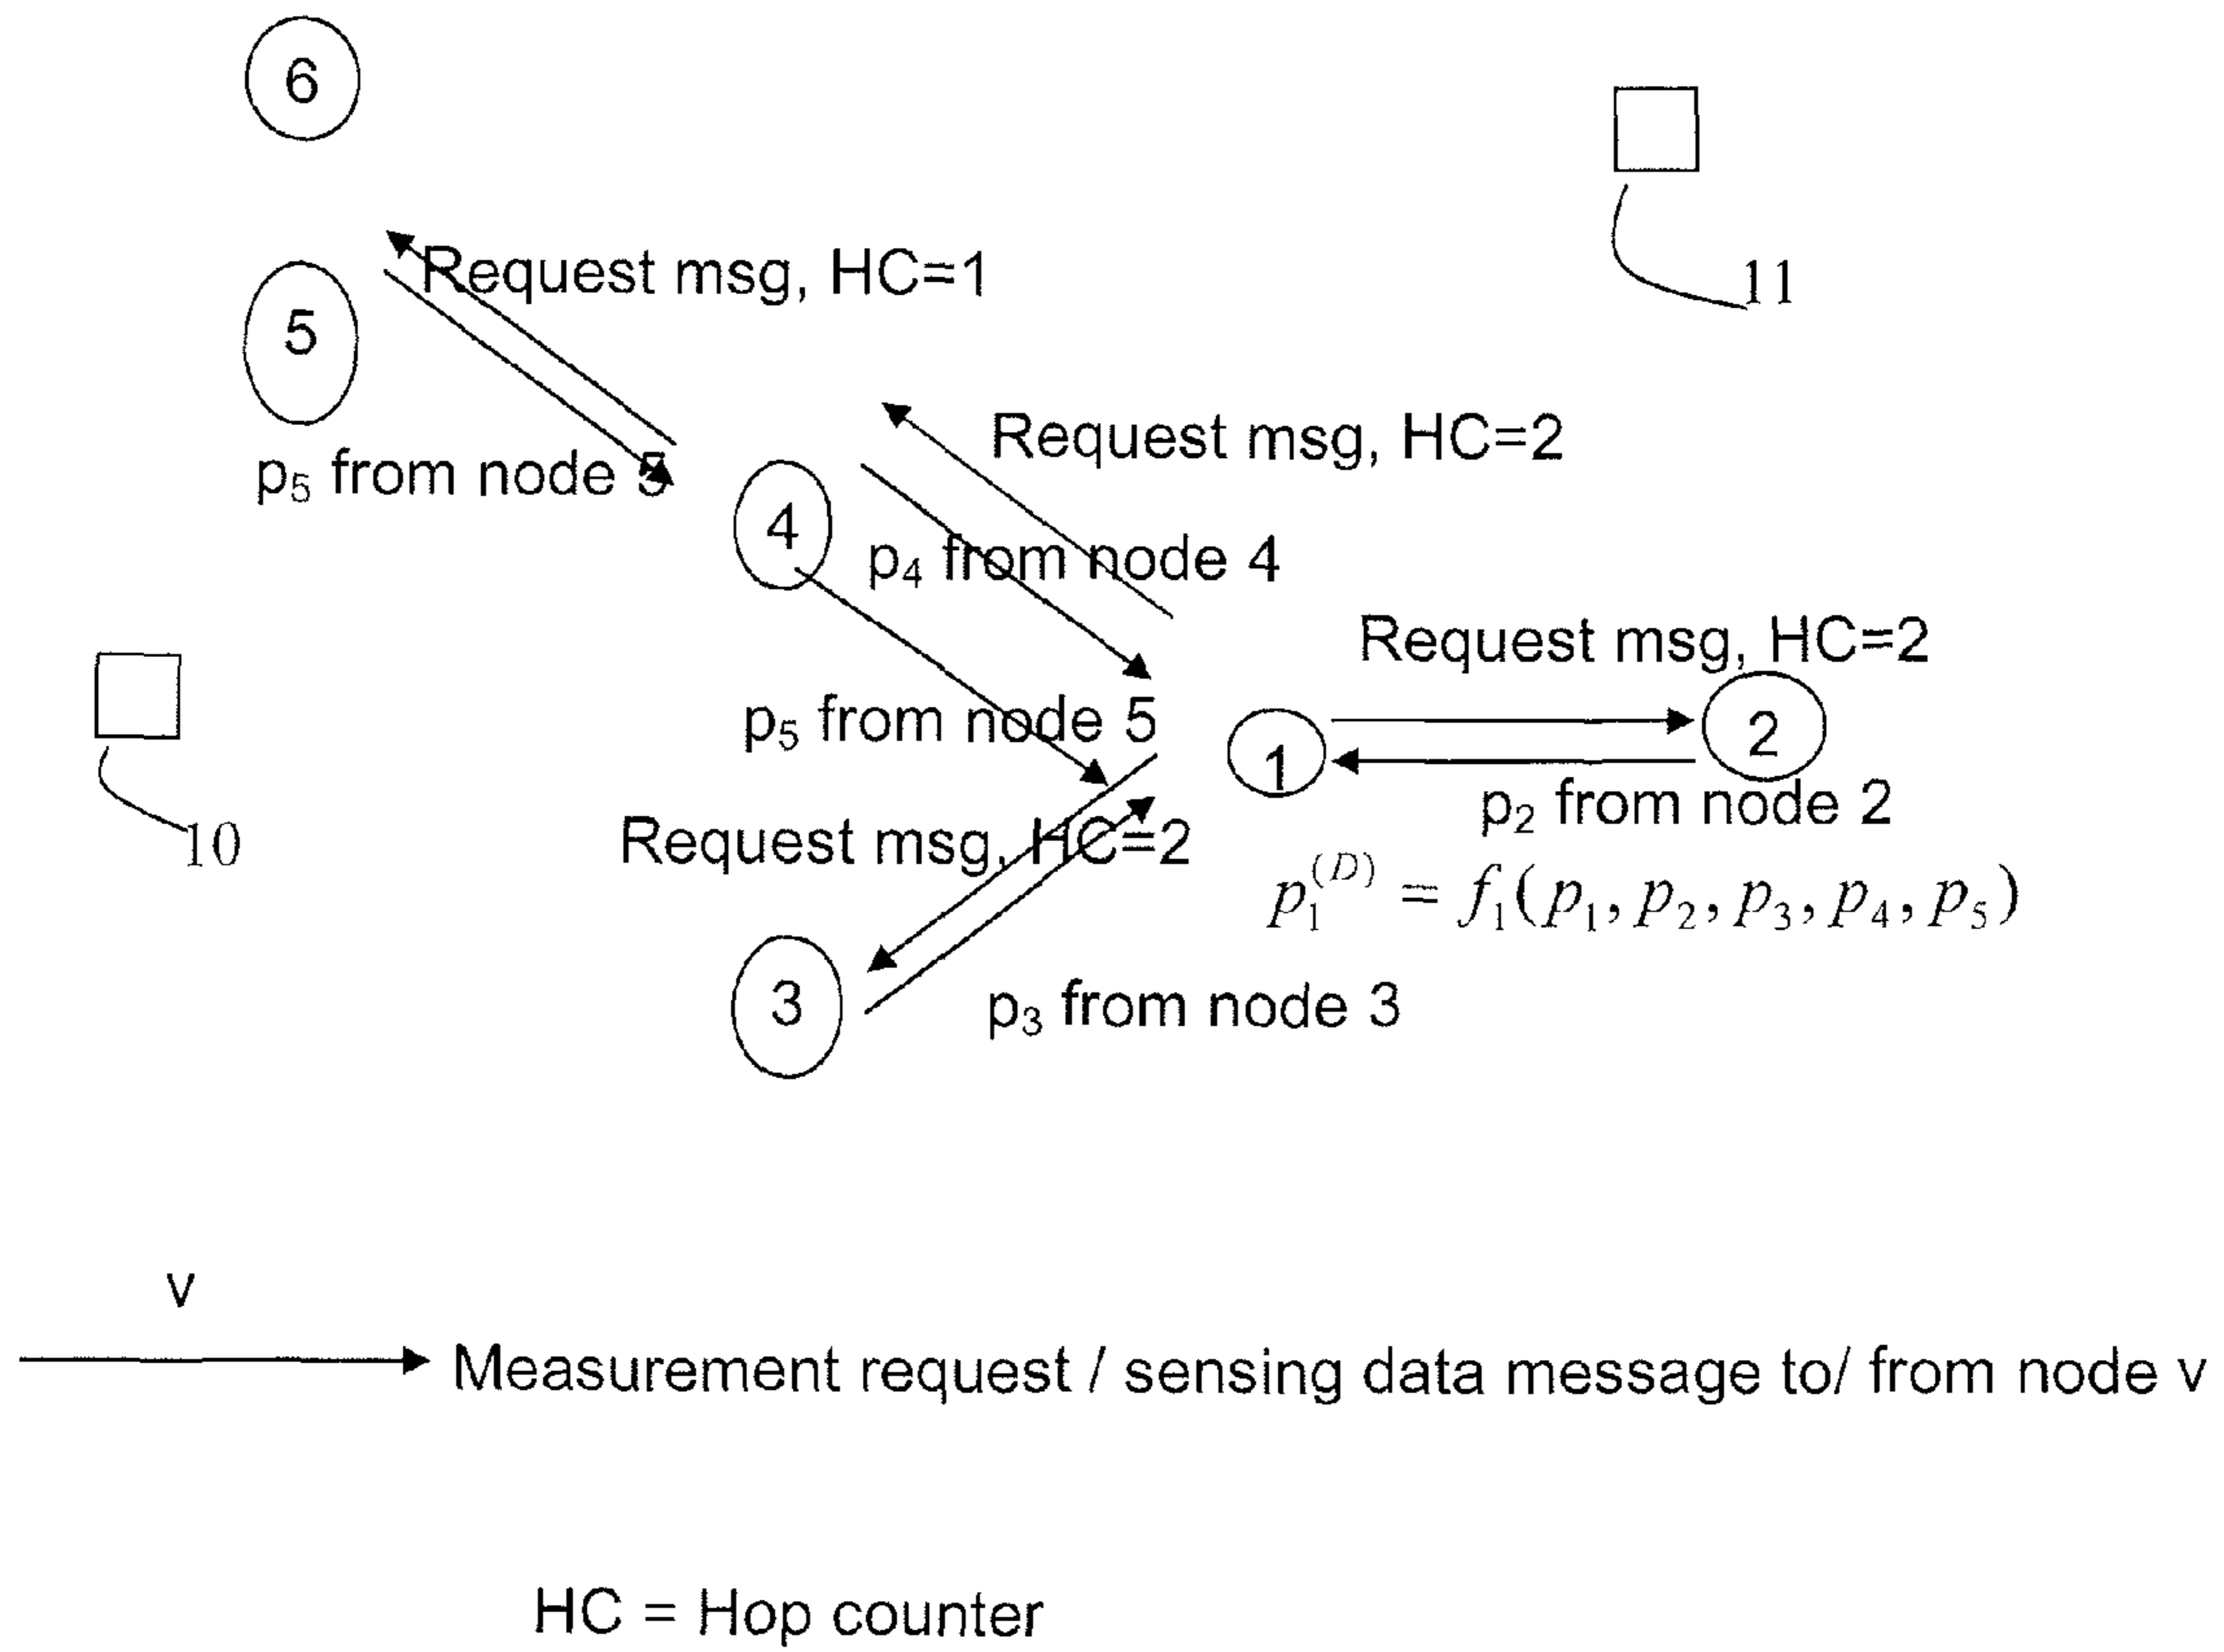 6
Request msg, HC=1
11
5
Request msg, HC=2
p₅ from node 5
4
p₄ from node 4
Request msg, HC=2
p₅ from node 5
1
2
p₂ from node 2
10
Request msg, HC=2
p₁^(D) = f₁(p₁, p₂, p₃, p₄, p₅)
3
p₃ from node 3
v
Measurement request / sensing data message to/ from node v
HC = Hop counter